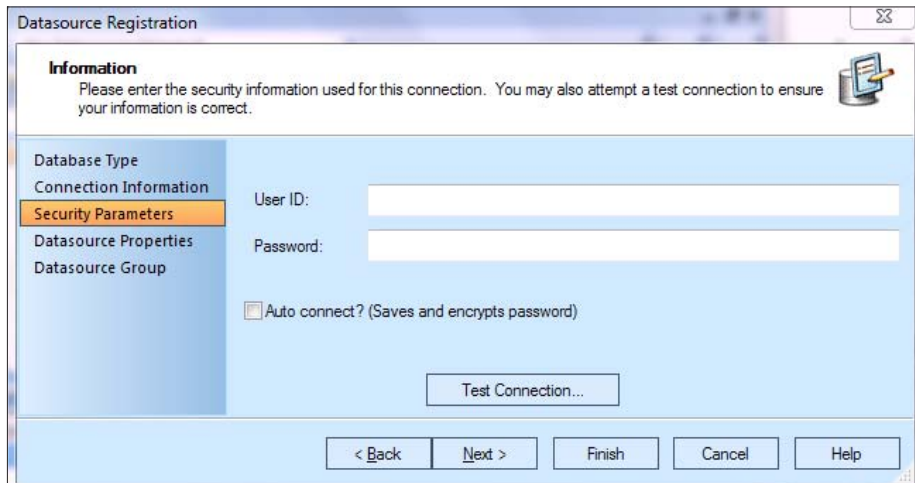 Datasource Registration
Information
Please enter the security information used for this connection.  You may also attempt a test connection to ensure
your information is correct.
Database Type
Connection Information
Security Parameters
Datasource Properties
Datasource Group
User ID:
Password:
Auto connect? (Saves and encrypts password)
Test Connection...
< Back
Next >
Finish
Cancel
Help